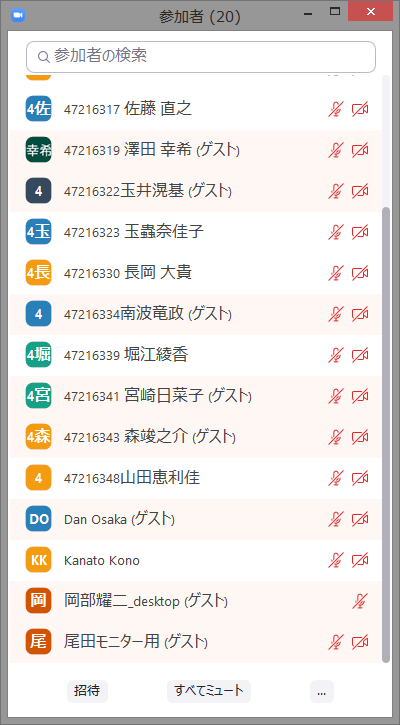 参加者 (20)
参加者の検索
4佐 47216317 佐藤 直之
幸希 47216319 澤田 幸希 (ゲスト)
4 47216322玉井滉基 (ゲスト)
4玉 47216323 玉蟲奈佳子
4長 47216330 長岡 大貴
4 47216334南波竜政 (ゲスト)
4堀 47216339 堀江綾香
4宮 47216341 宮崎日菜子 (ゲスト)
4森 47216343 森竣之介 (ゲスト)
4 47216348山田恵利佳
DO Dan Osaka (ゲスト)
KK Kanato Kono
岡 岡部耀二_desktop (ゲスト)
尾 尾田モニター用 (ゲスト)
招待 すべてミュート ...